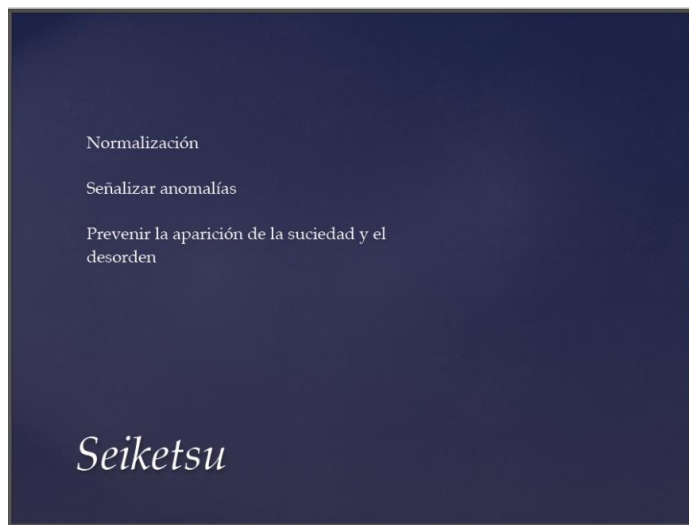 Normalización
Señalizar anomalías
Prevenir la aparición de la suciedad y el
desorden
Seiketsu